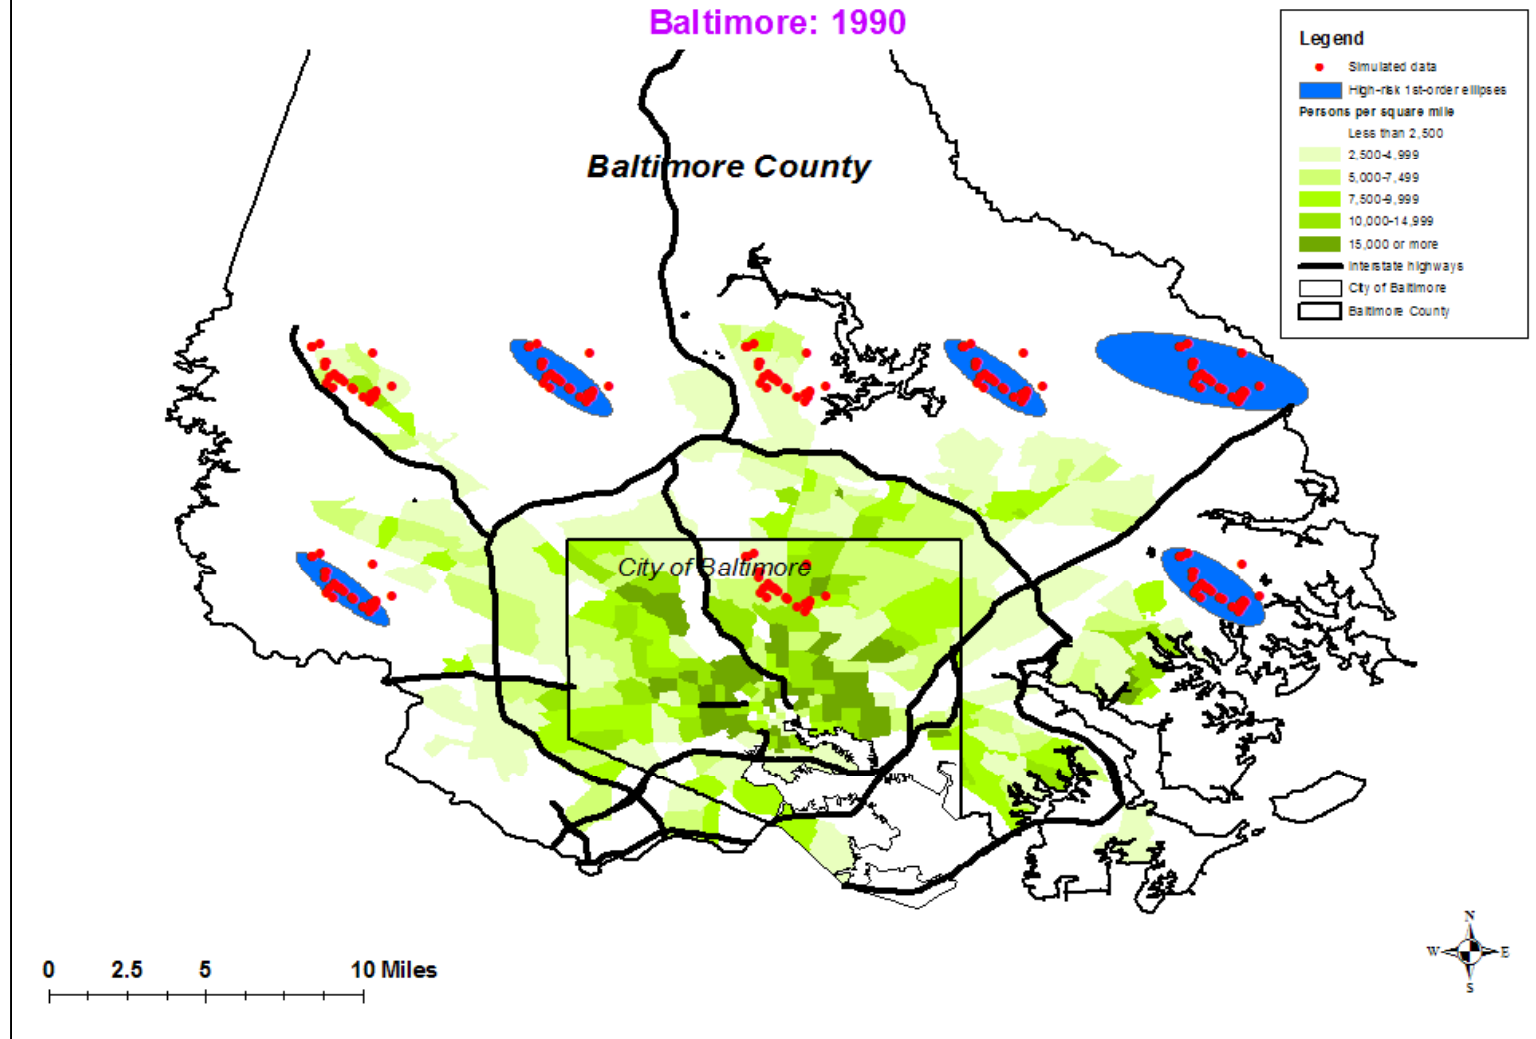 Baltimore: 1990
Legend
Simulated data
High-risk 1st-order ellipses
Persons per square mile
Less than 2,500
2,500-4,999
5,000-7,499
7,500-9,999
10,000-14,999
15,000 or more
Interstate highways
City of Baltimore
Baltimore County
Baltimore County
City of Baltimore
0 2.5 5 10 Miles
N
W E
S